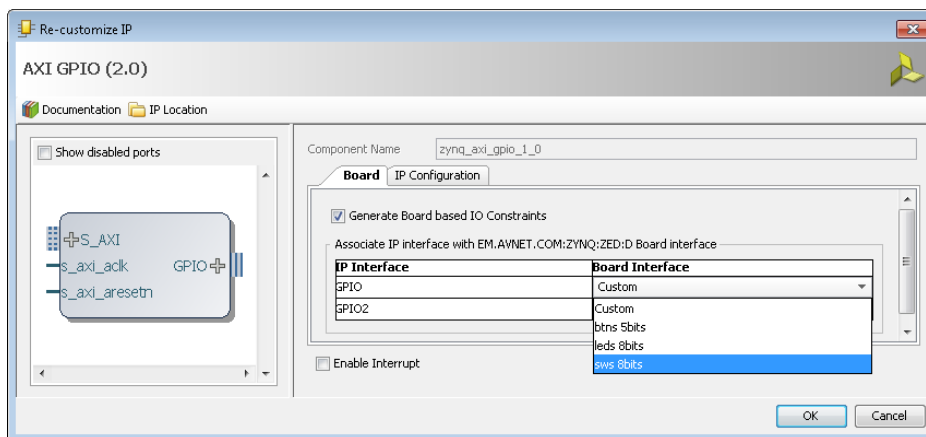 Re-customize IP
AXI GPIO (2.0)
Documentation IP Location
Show disabled ports
S_AXI
s_axi_aclk GPIO
s_axi_aresetn
Component Name zynq_axi_gpio_1_0
Board IP Configuration
Generate Board based IO Constraints
Associate IP interface with EM.AVNET.COM:ZYNQ:ZED:D Board interface
IP Interface Board Interface
GPIO Custom
GPIO2 Custom
btns 5bits
leds 8bits
sws 8bits
Enable Interrupt
OK Cancel